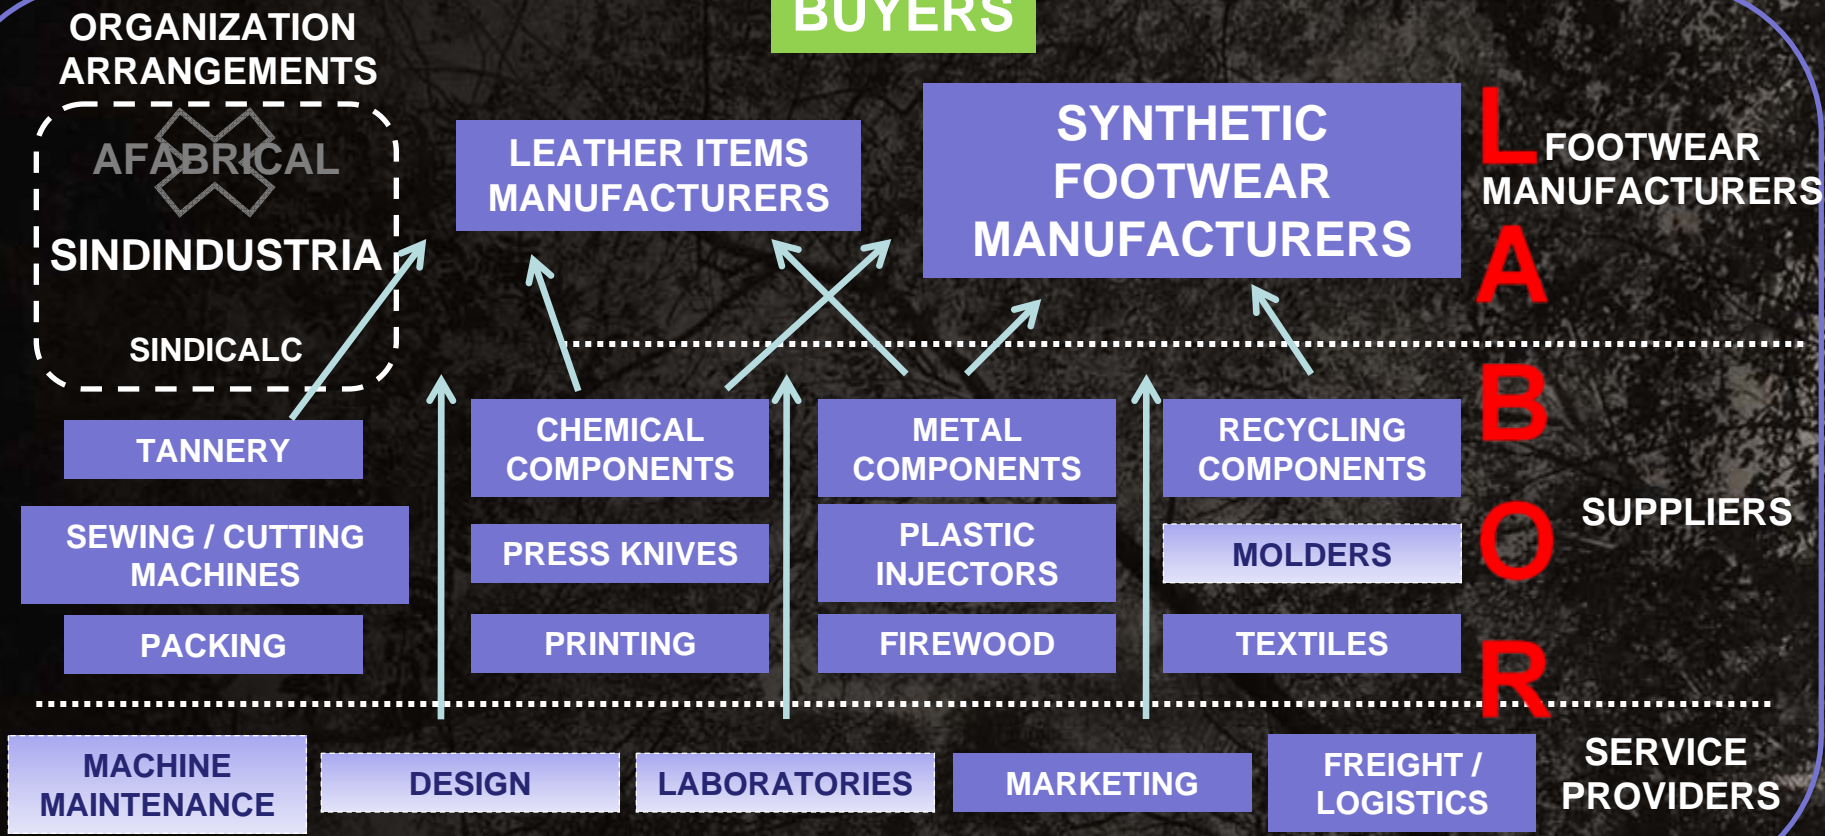 BUYERS
ORGANIZATION
ARRANGEMENTS
AFABRICAL
SINDINDUSTRIA
SINDICALC
LEATHER ITEMS
MANUFACTURERS
SYNTHETIC
FOOTWEAR
MANUFACTURERS
FOOTWEAR
MANUFACTURERS
L
A
B
O
R
TANNERY
SEWING / CUTTING
MACHINES
PACKING
CHEMICAL
COMPONENTS
PRESS KNIVES
PRINTING
METAL
COMPONENTS
PLASTIC
INJECTORS
FIREWOOD
RECYCLING
COMPONENTS
MOLDERS
TEXTILES
SUPPLIERS
MACHINE
MAINTENANCE
DESIGN
LABORATORIES
MARKETING
FREIGHT /
LOGISTICS
SERVICE
PROVIDERS